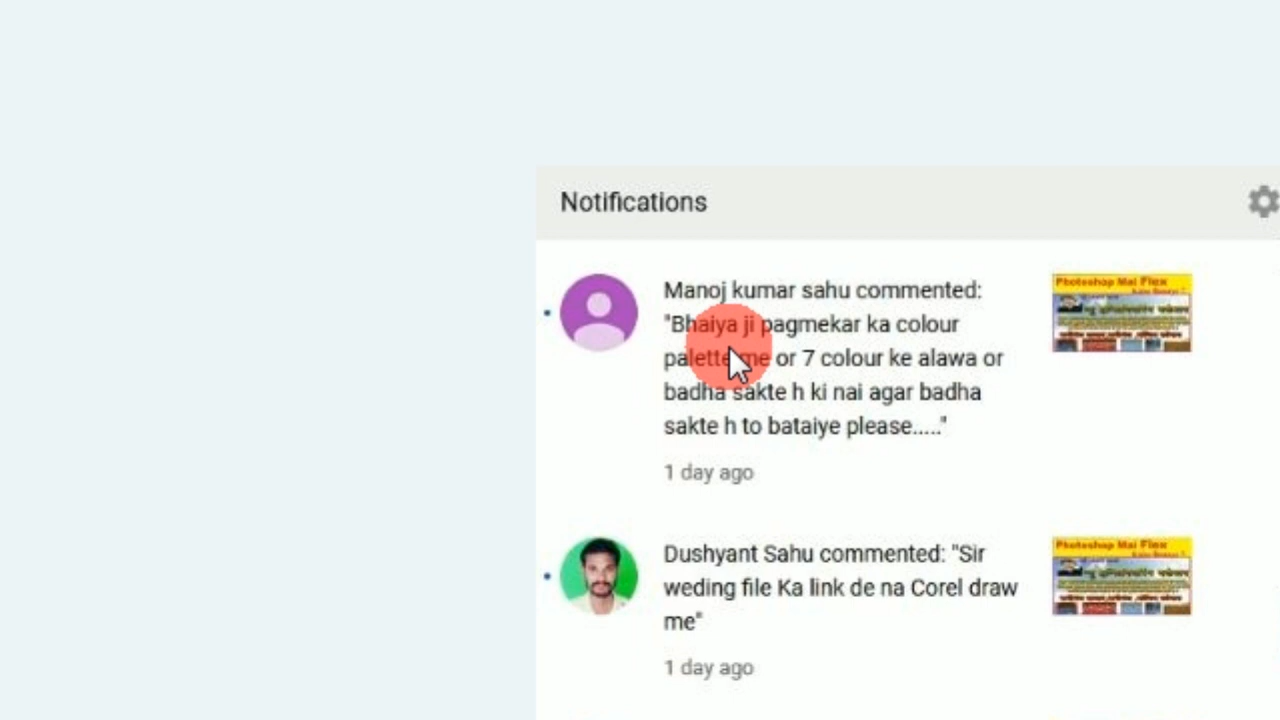 Notifications
Manoj kumar sahu commented:
"Bhaiya ji pagmekar ka colour
palette me or 7 colour ke alawa or
badha sakte h ki nai agar badha
sakte h to bataiye please....."
1 day ago
Photoshop Mai Flex
Dushyant Sahu commented: "Sir
weding file Ka link de na Corel draw
me"
1 day ago
Photoshop Mai Flex